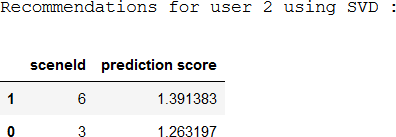 Recommendations for user 2 using SVD :
sceneId prediction score
1 6 1.391383
0 3 1.263197